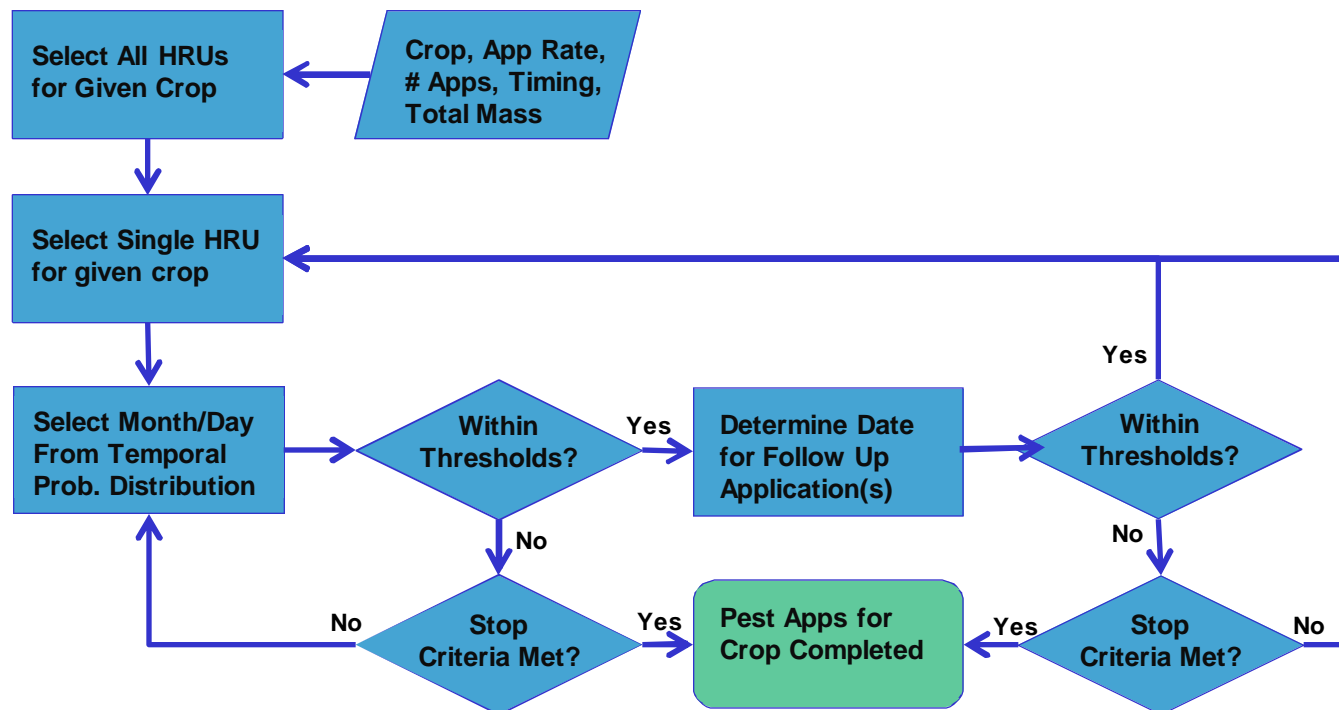 Select All HRUs
for Given Crop
Crop, App Rate,
# Apps, Timing,
Total Mass
Select Single HRU
for given crop
Yes
Select Month/Day
From Temporal
Prob. Distribution
Within
Thresholds?
Yes
Determine Date
for Follow Up
Application(s)
Within
Thresholds?
No
No
No
Stop
Criteria Met?
Yes
Pest Apps for
Crop Completed
Yes
Stop
Criteria Met?
No